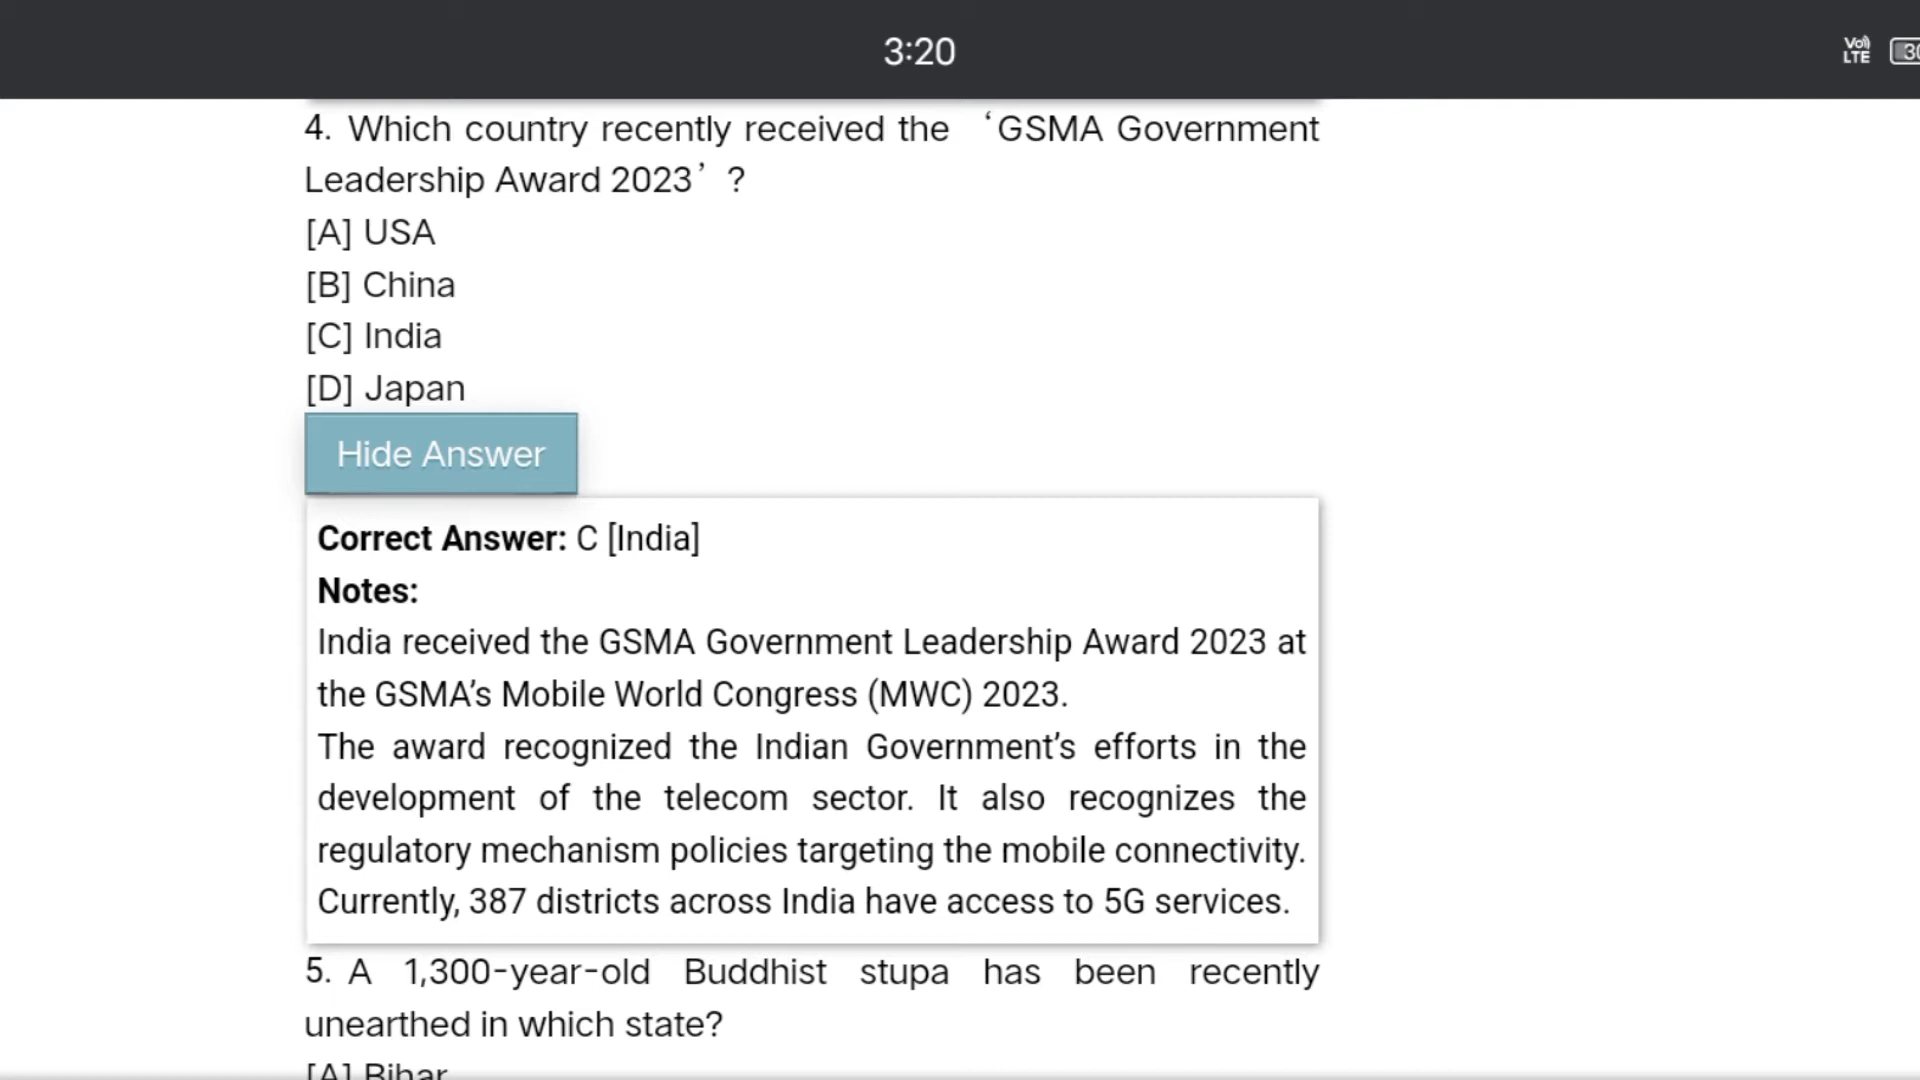 3:20
Vo)) LTE
30
4. Which country recently received the ‘GSMA Government
Leadership Award 2023’ ?
[A] USA
[B] China
[C] India
[D] Japan
Hide Answer
Correct Answer: C [India]
Notes:
India received the GSMA Government Leadership Award 2023 at
the GSMA’s Mobile World Congress (MWC) 2023.
The award recognized the Indian Government’s efforts in the
development of the telecom sector. It also recognizes the
regulatory mechanism policies targeting the mobile connectivity.
Currently, 387 districts across India have access to 5G services.
5. A 1,300-year-old Buddhist stupa has been recently
unearthed in which state?
[A] Bihar